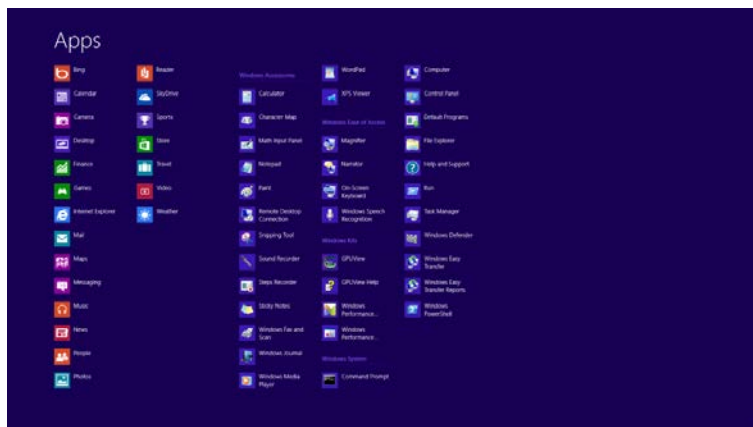 Apps
Bing
Calendar
Camera
Desktop
Finance
Games
Internet Explorer
Mail
Maps
Messaging
Music
News
People
Photos
Reader
SkyDrive
Sports
Store
Travel
Video
Weather
Windows Accessories
Calculator
Character Map
Math Input Panel
Notepad
Paint
Remote Desktop
Connection
Snipping Tool
Sound Recorder
Steps Recorder
Sticky Notes
Windows Fax and
Scan
Windows Journal
Windows Media
Player
WordPad
XPS Viewer
Windows Ease of Access
Magnifier
Narrator
On-Screen
Keyboard
Windows Speech
Recognition
Windows Kits
GPUView
GPUView Help
Windows
Performance...
Windows
Performance...
Windows System
Command Prompt
Computer
Control Panel
Default Programs
File Explorer
Help and Support
Run
Task Manager
Windows Defender
Windows Easy
Transfer
Windows Easy
Transfer Reports
Windows
PowerShell